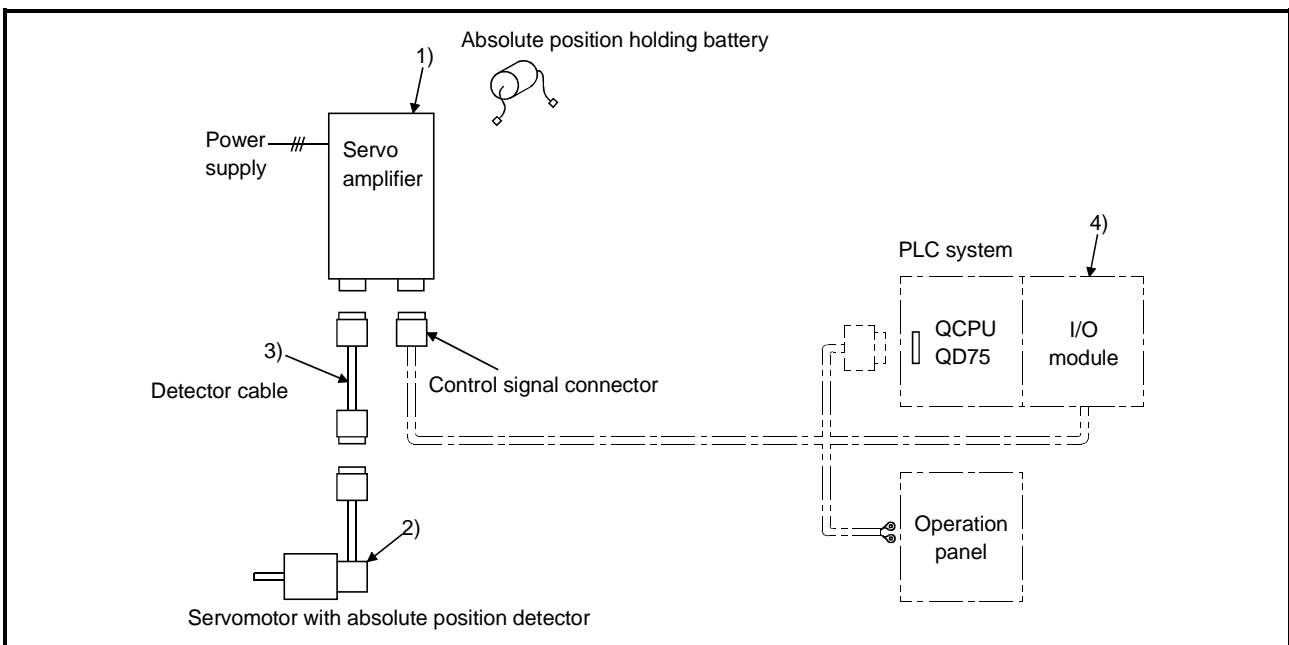 Absolute position holding battery
1)
Power
supply
Servo
amplifier
4)
PLC system
QCPU
QD75
I/O
module
3)
Detector cable
Control signal connector
2)
Operation
panel
Servomotor with absolute position detector